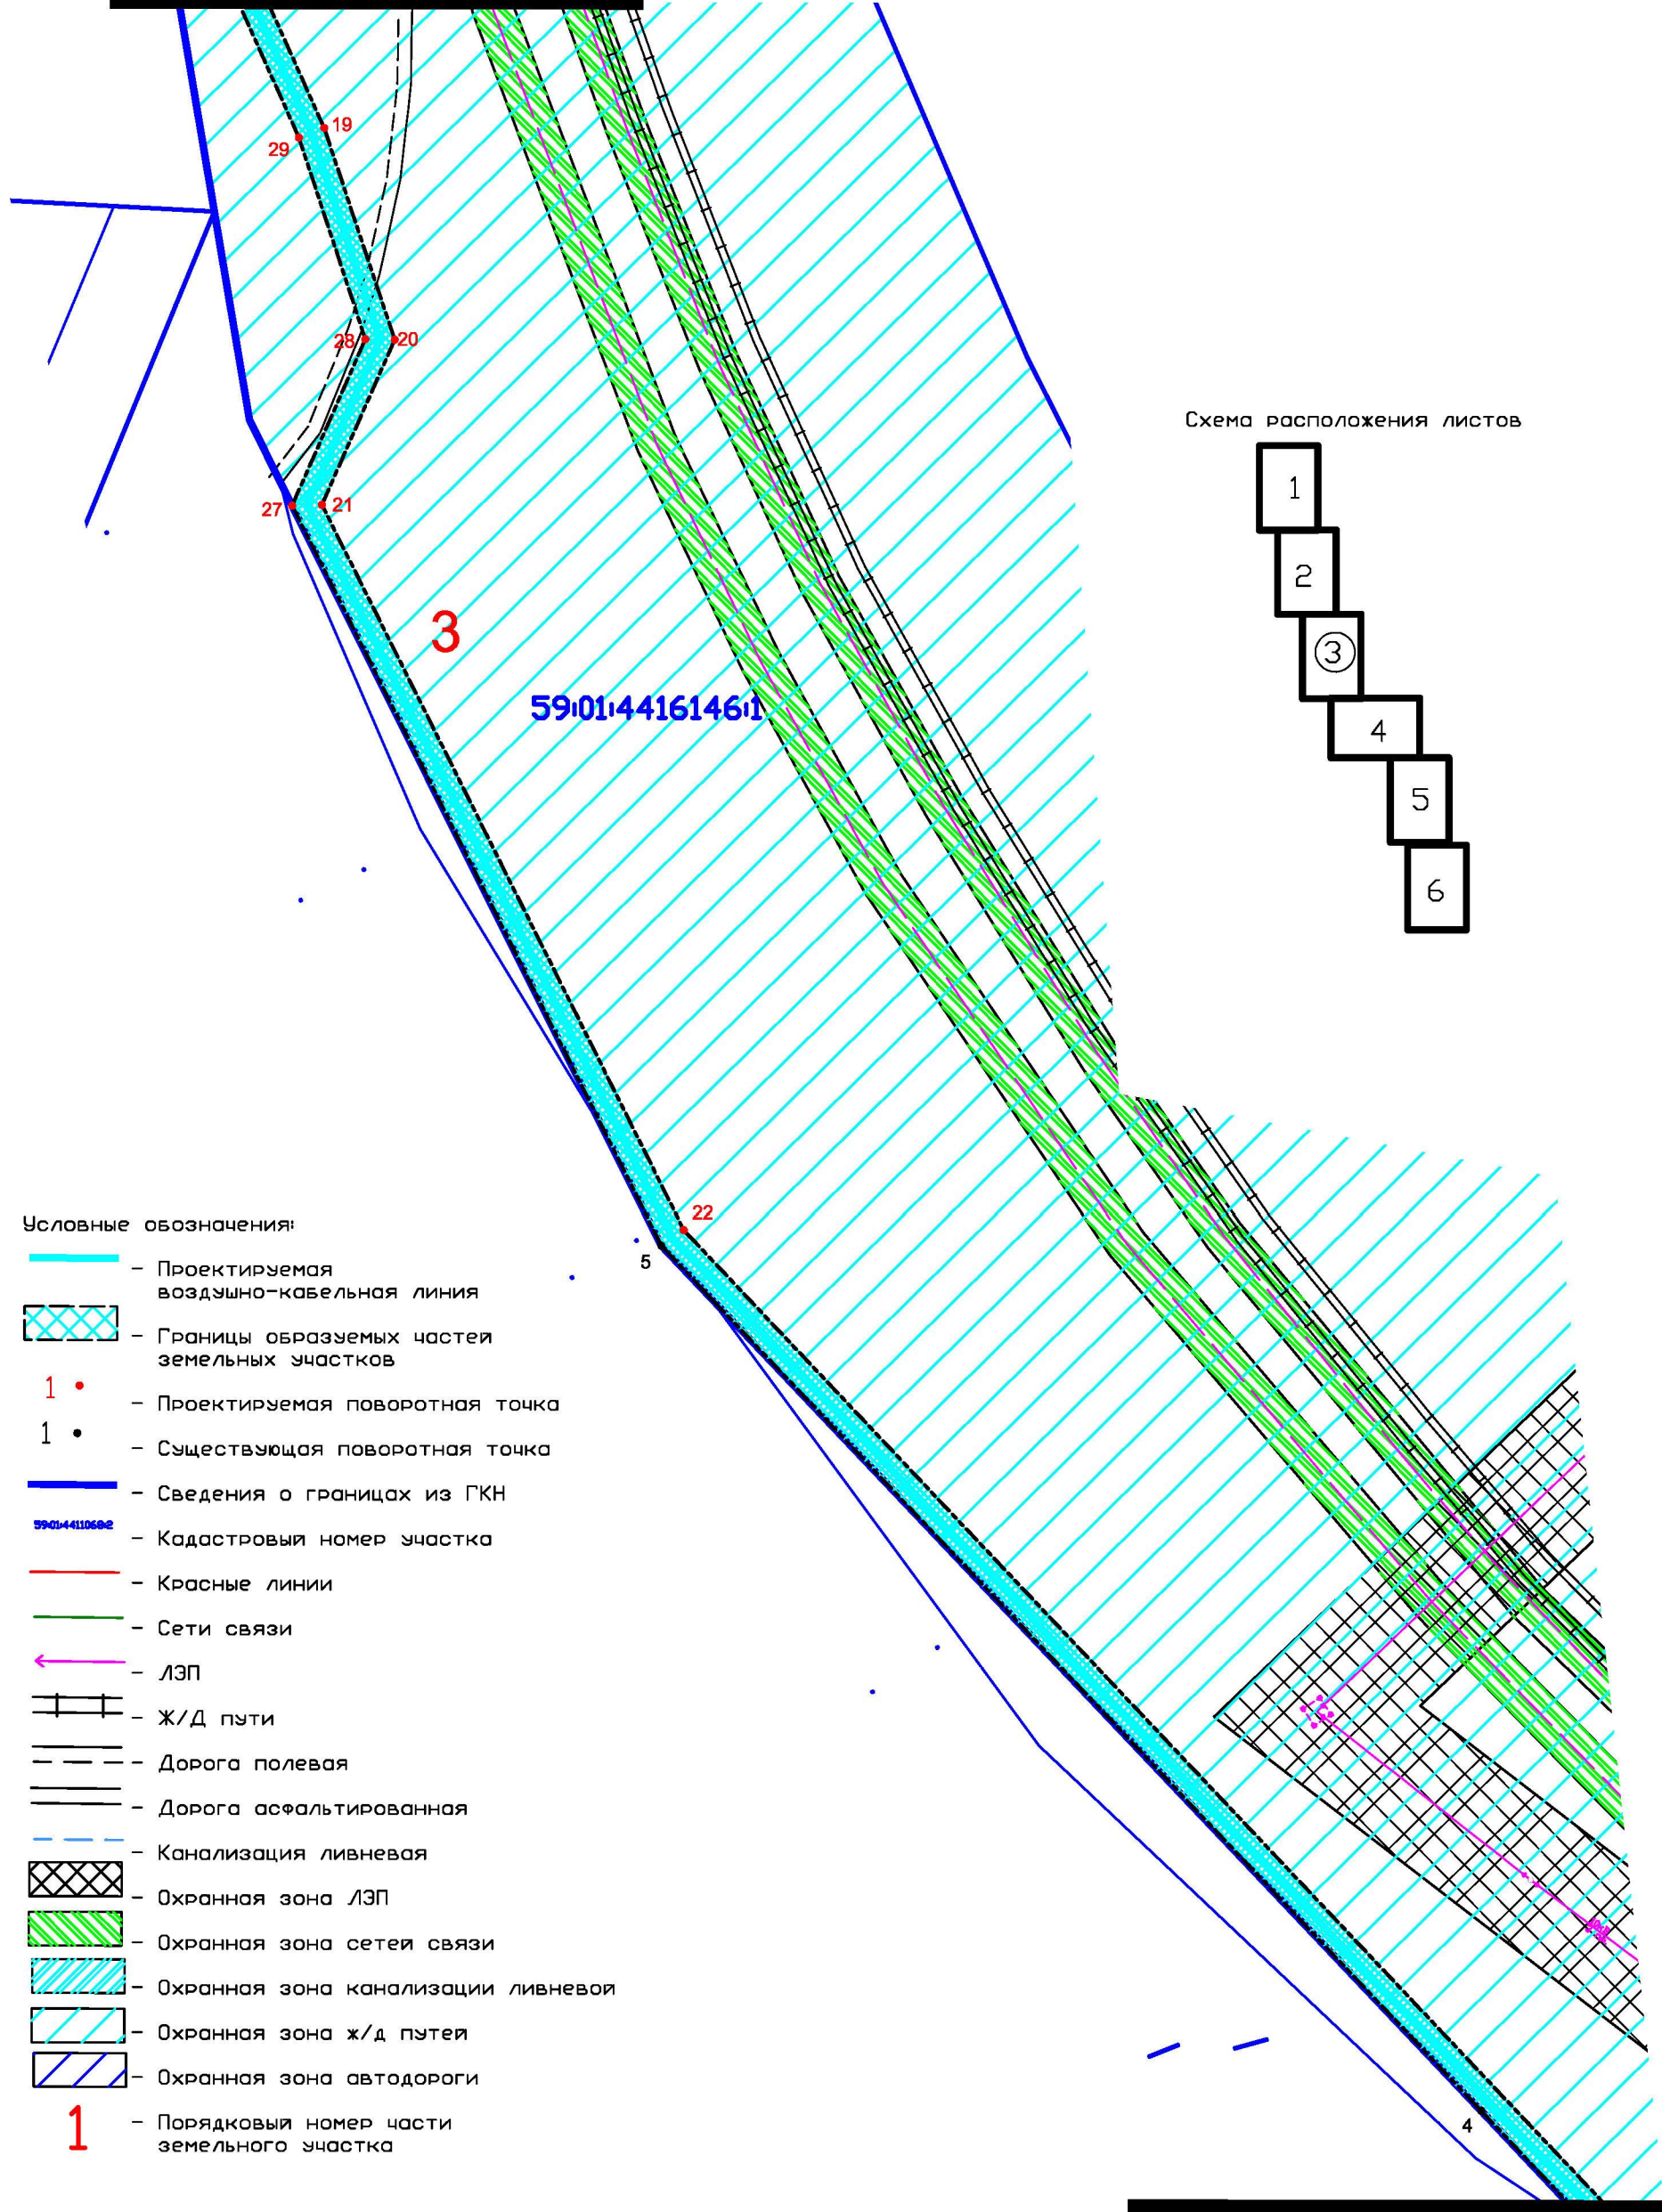 19
29
28
20
27
21
3
59:01:4416146:1
22
5
4
Схема расположения листов
1
2
3
4
5
6
Условные обозначения:
- Проектируемая
воздушно-кабельная линия
- Границы образуемых частей
земельных участков
1
- Проектируемая поворотная точка
1
- Существующая поворотная точка
- Сведения о границах из ГКН
59:01:4411068:2
- Кадастровый номер участка
- Красные линии
- Сети связи
- ЛЭП
- Ж/Д пути
- Дорога полевая
- Дорога асфальтированная
- Канализация ливневая
- Охранная зона ЛЭП
- Охранная зона сетей связи
- Охранная зона канализации ливневой
- Охранная зона ж/д путей
- Охранная зона автодороги
1
- Порядковый номер части
земельного участка